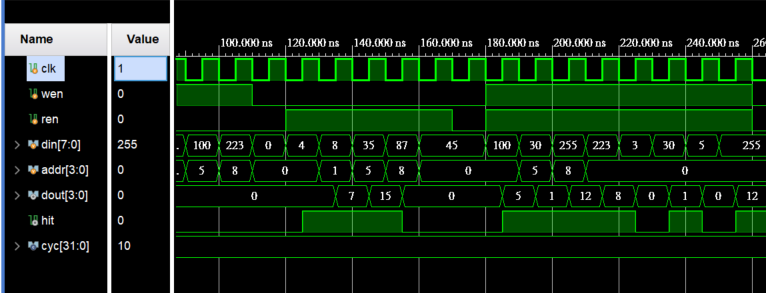 Name Value
100.000 ns 120.000 ns 140.000 ns 160.000 ns 180.000 ns 200.000 ns 220.000 ns 240.000 ns 26
clk 1
wen 0
ren 0
din[7:0] 255 100 223 0 4 8 35 87 45 100 30 255 223 3 30 5 255
addr[3:0] 0 5 8 0 1 5 8 0 5 8 0
dout[3:0] 0 0 7 15 0 5 1 12 8 0 1 0 12
hit 0
cyc[31:0] 10